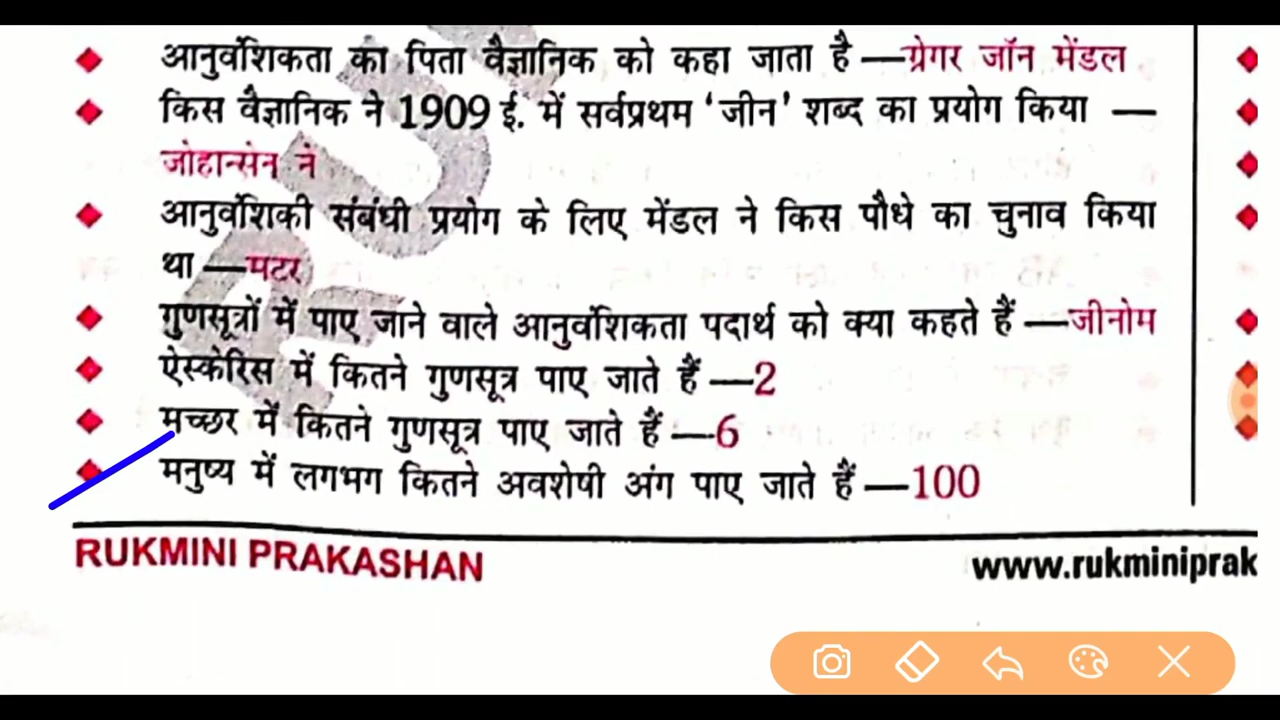 आनुवंशिकता का पिता वैज्ञानिक को कहा जाता है —ग्रेगर जॉन मेंडल
किस वैज्ञानिक ने 1909 ई. में सर्वप्रथम ‘जीन’ शब्द का प्रयोग किया —
जोहान्सेन ने
आनुवंशिकी संबंधी प्रयोग के लिए मेंडल ने किस पौधे का चुनाव किया
था —मटर
गुणसूत्रों में पाए जाने वाले आनुवंशिकता पदार्थ को क्या कहते हैं —जीनोम
ऐस्केरिस में कितने गुणसूत्र पाए जाते हैं —2
मच्छर में कितने गुणसूत्र पाए जाते हैं —6
मनुष्य में लगभग कितने अवशेषी अंग पाए जाते हैं —100
RUKMINI PRAKASHAN
www.rukminiprak